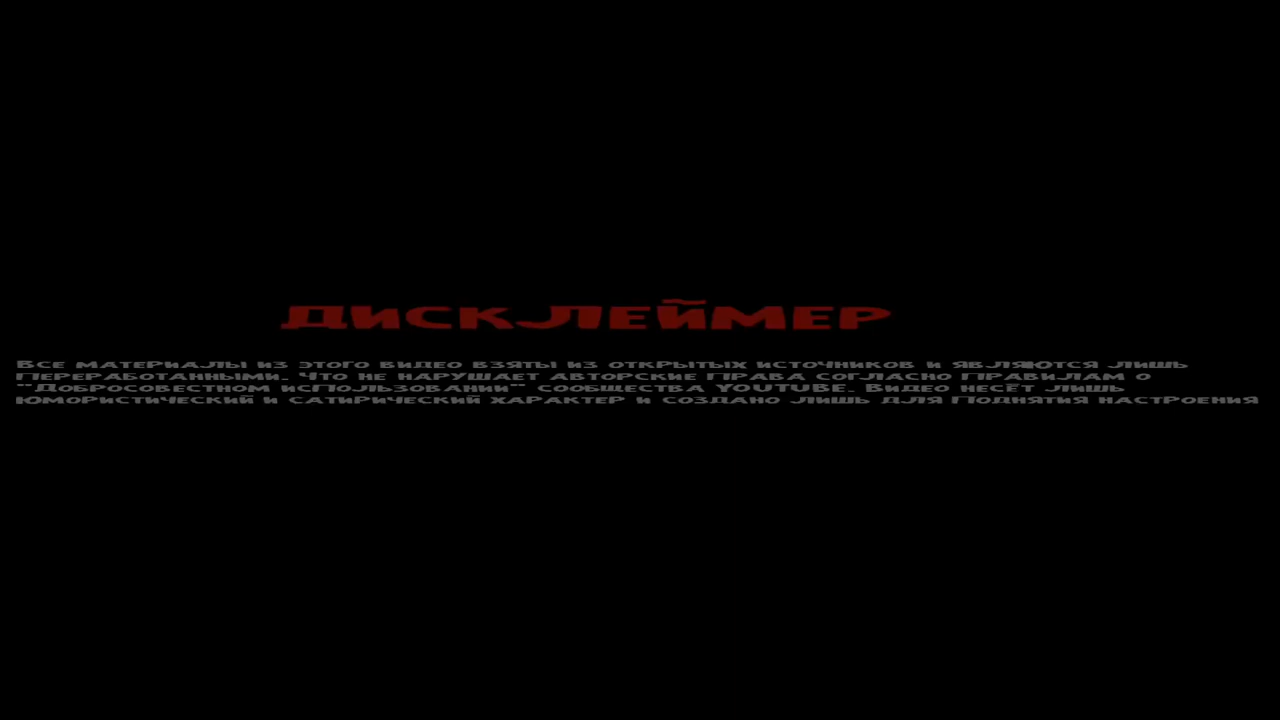 Дисклеймер
Все материалы из этого видео взяты из открытых источников и являются лишь
переработанными. Что не нарушает авторские права согласно правилам о
""Добросовестном использовании"" сообщества YOUTUBE. Видео несёт лишь
юмористический и сатирический характер и создано лишь для поднятия настроения